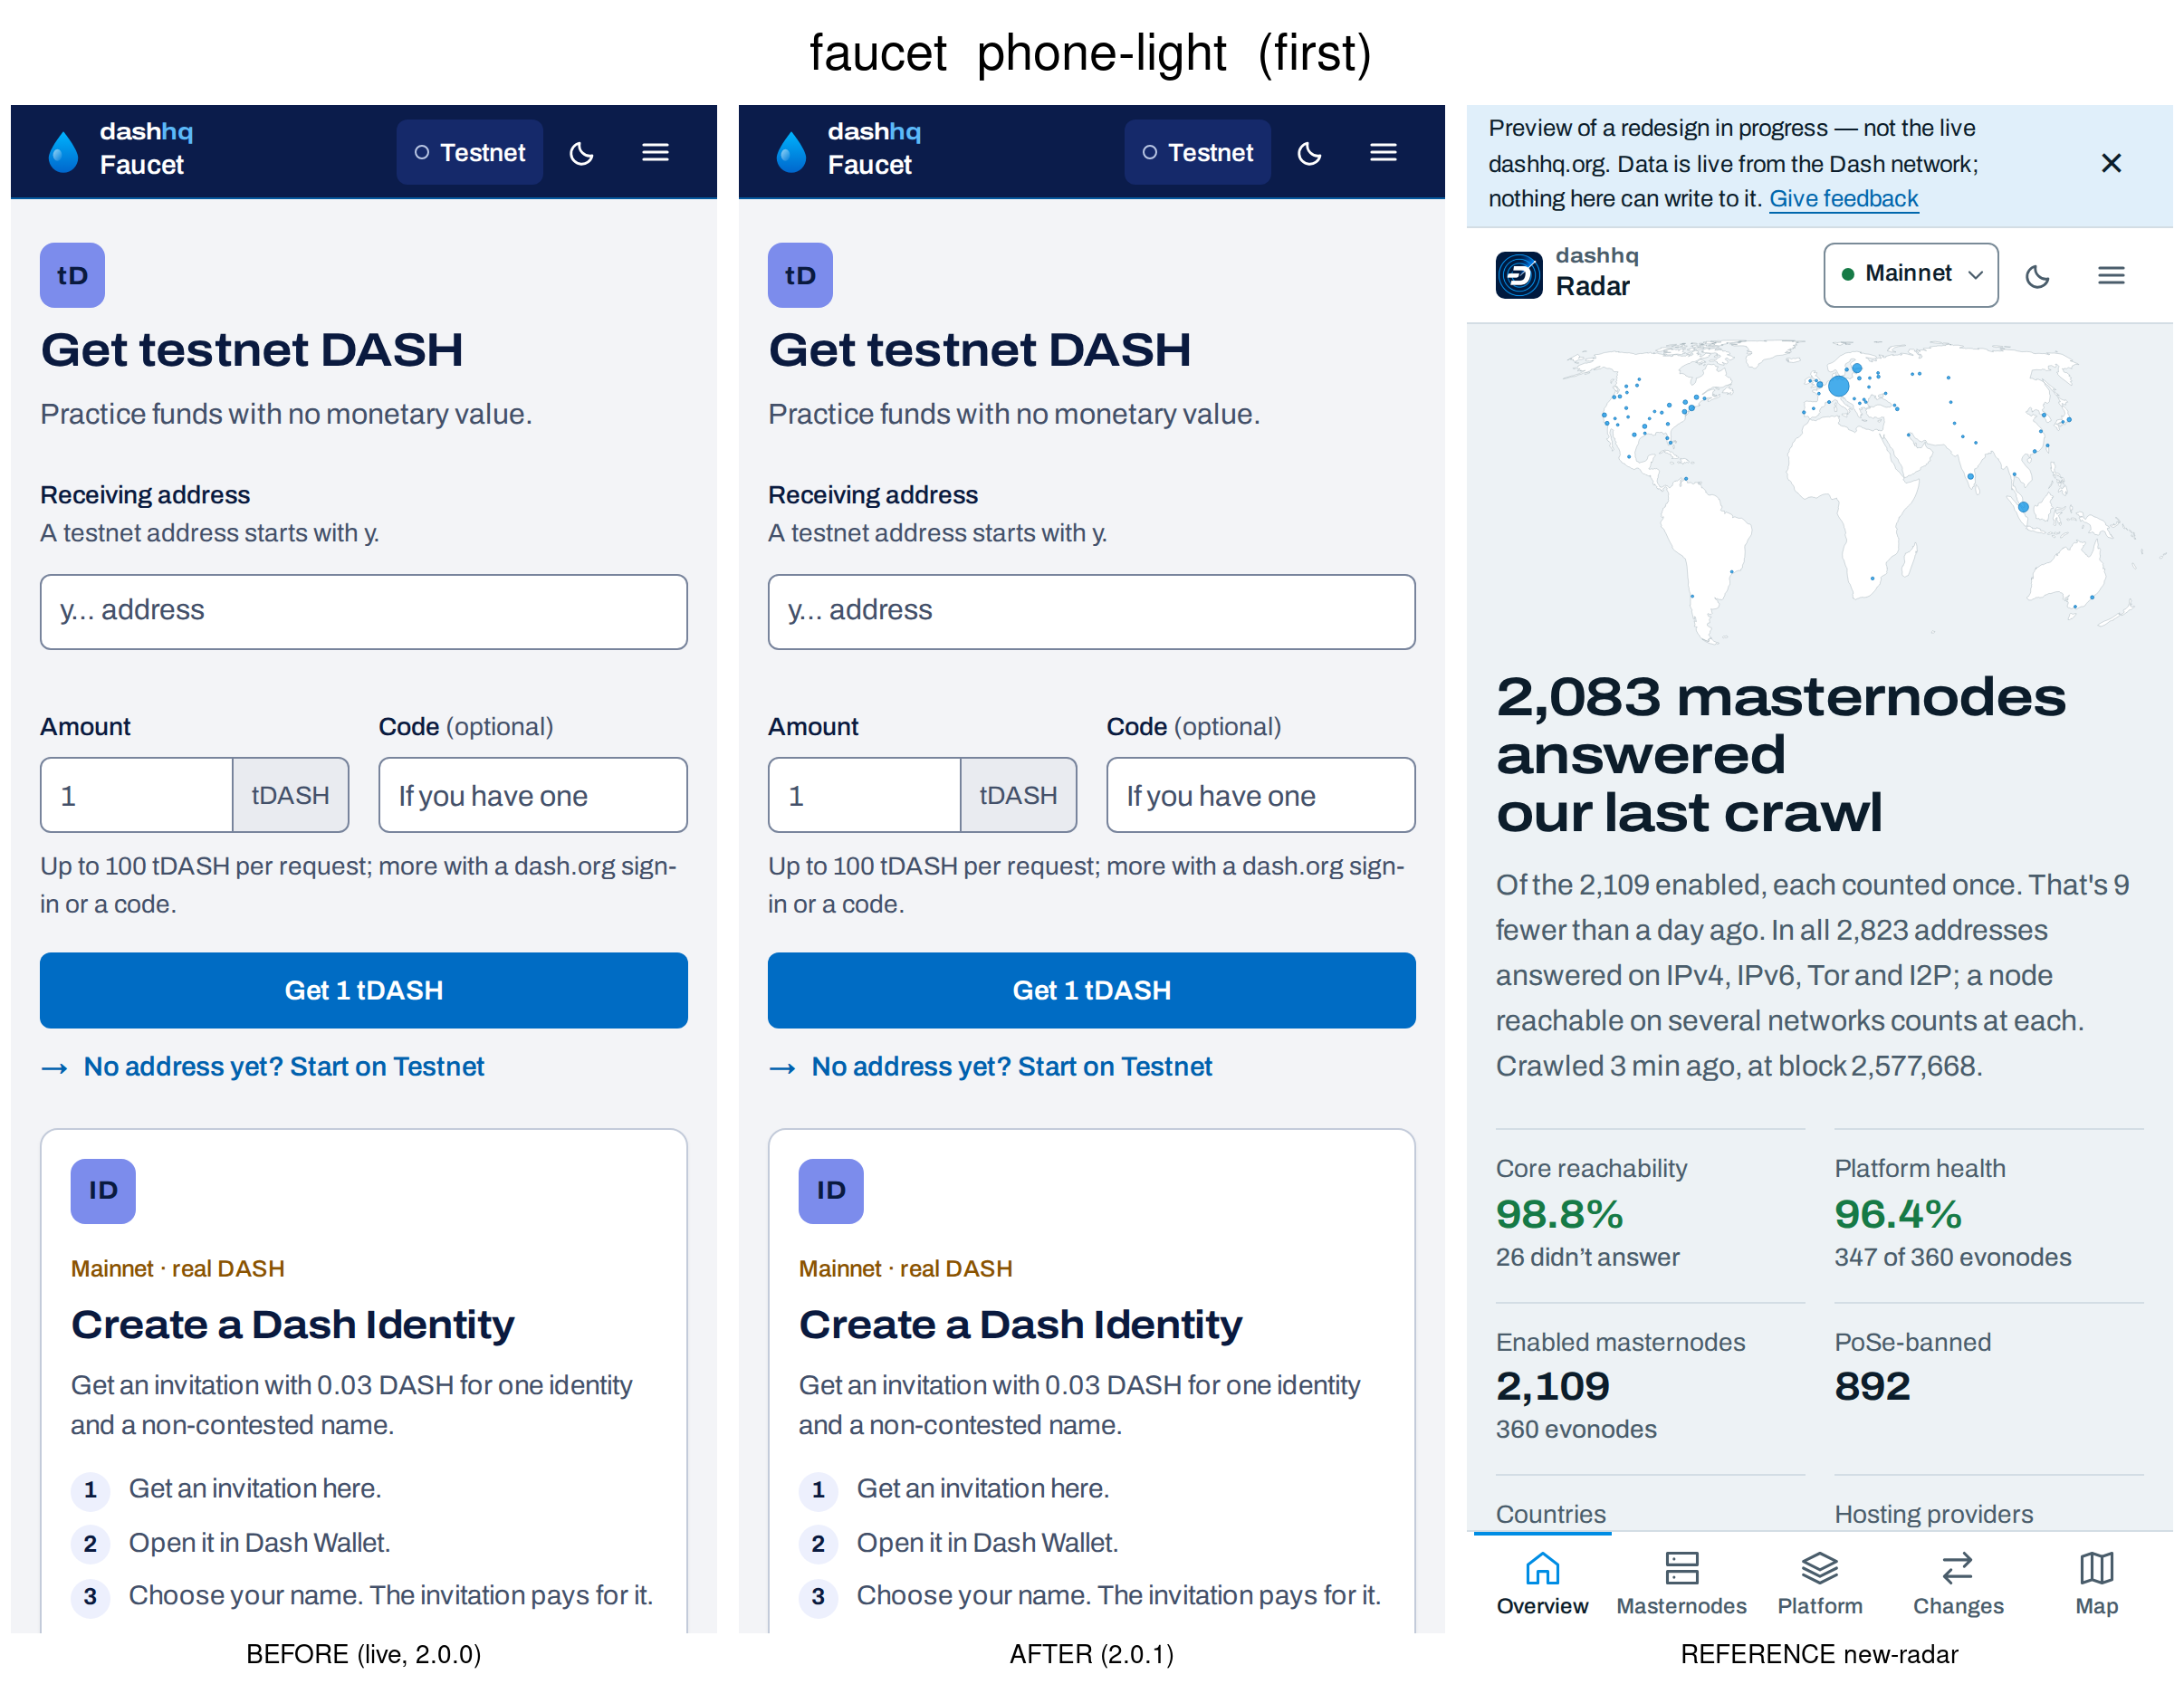 faucet phone-light (first)
dashhq
Faucet
Testnet
tD
Get testnet DASH
Practice funds with no monetary value.
Receiving address
A testnet address starts with y.
y... address
Amount
Code (optional)
1
tDASH
If you have one
Up to 100 tDASH per request; more with a dash.org sign-
in or a code.
Get 1 tDASH
→ No address yet? Start on Testnet
ID
Mainnet · real DASH
Create a Dash Identity
Get an invitation with 0.03 DASH for one identity
and a non-contested name.
1 Get an invitation here.
2 Open it in Dash Wallet.
3 Choose your name. The invitation pays for it.
BEFORE (live, 2.0.0)
dashhq
Faucet
Testnet
tD
Get testnet DASH
Practice funds with no monetary value.
Receiving address
A testnet address starts with y.
y... address
Amount
Code (optional)
1
tDASH
If you have one
Up to 100 tDASH per request; more with a dash.org sign-
in or a code.
Get 1 tDASH
→ No address yet? Start on Testnet
ID
Mainnet · real DASH
Create a Dash Identity
Get an invitation with 0.03 DASH for one identity
and a non-contested name.
1 Get an invitation here.
2 Open it in Dash Wallet.
3 Choose your name. The invitation pays for it.
AFTER (2.0.1)
Preview of a redesign in progress — not the live
dashhq.org. Data is live from the Dash network;
nothing here can write to it. Give feedback
dashhq
Radar
Mainnet
2,083 masternodes
answered
our last crawl
Of the 2,109 enabled, each counted once. That's 9
fewer than a day ago. In all 2,823 addresses
answered on IPv4, IPv6, Tor and I2P; a node
reachable on several networks counts at each.
Crawled 3 min ago, at block 2,577,668.
Core reachability
98.8%
26 didn’t answer
Platform health
96.4%
347 of 360 evonodes
Enabled masternodes
2,109
360 evonodes
PoSe-banned
892
Countries
Hosting providers
Overview
Masternodes
Platform
Changes
Map
REFERENCE new-radar